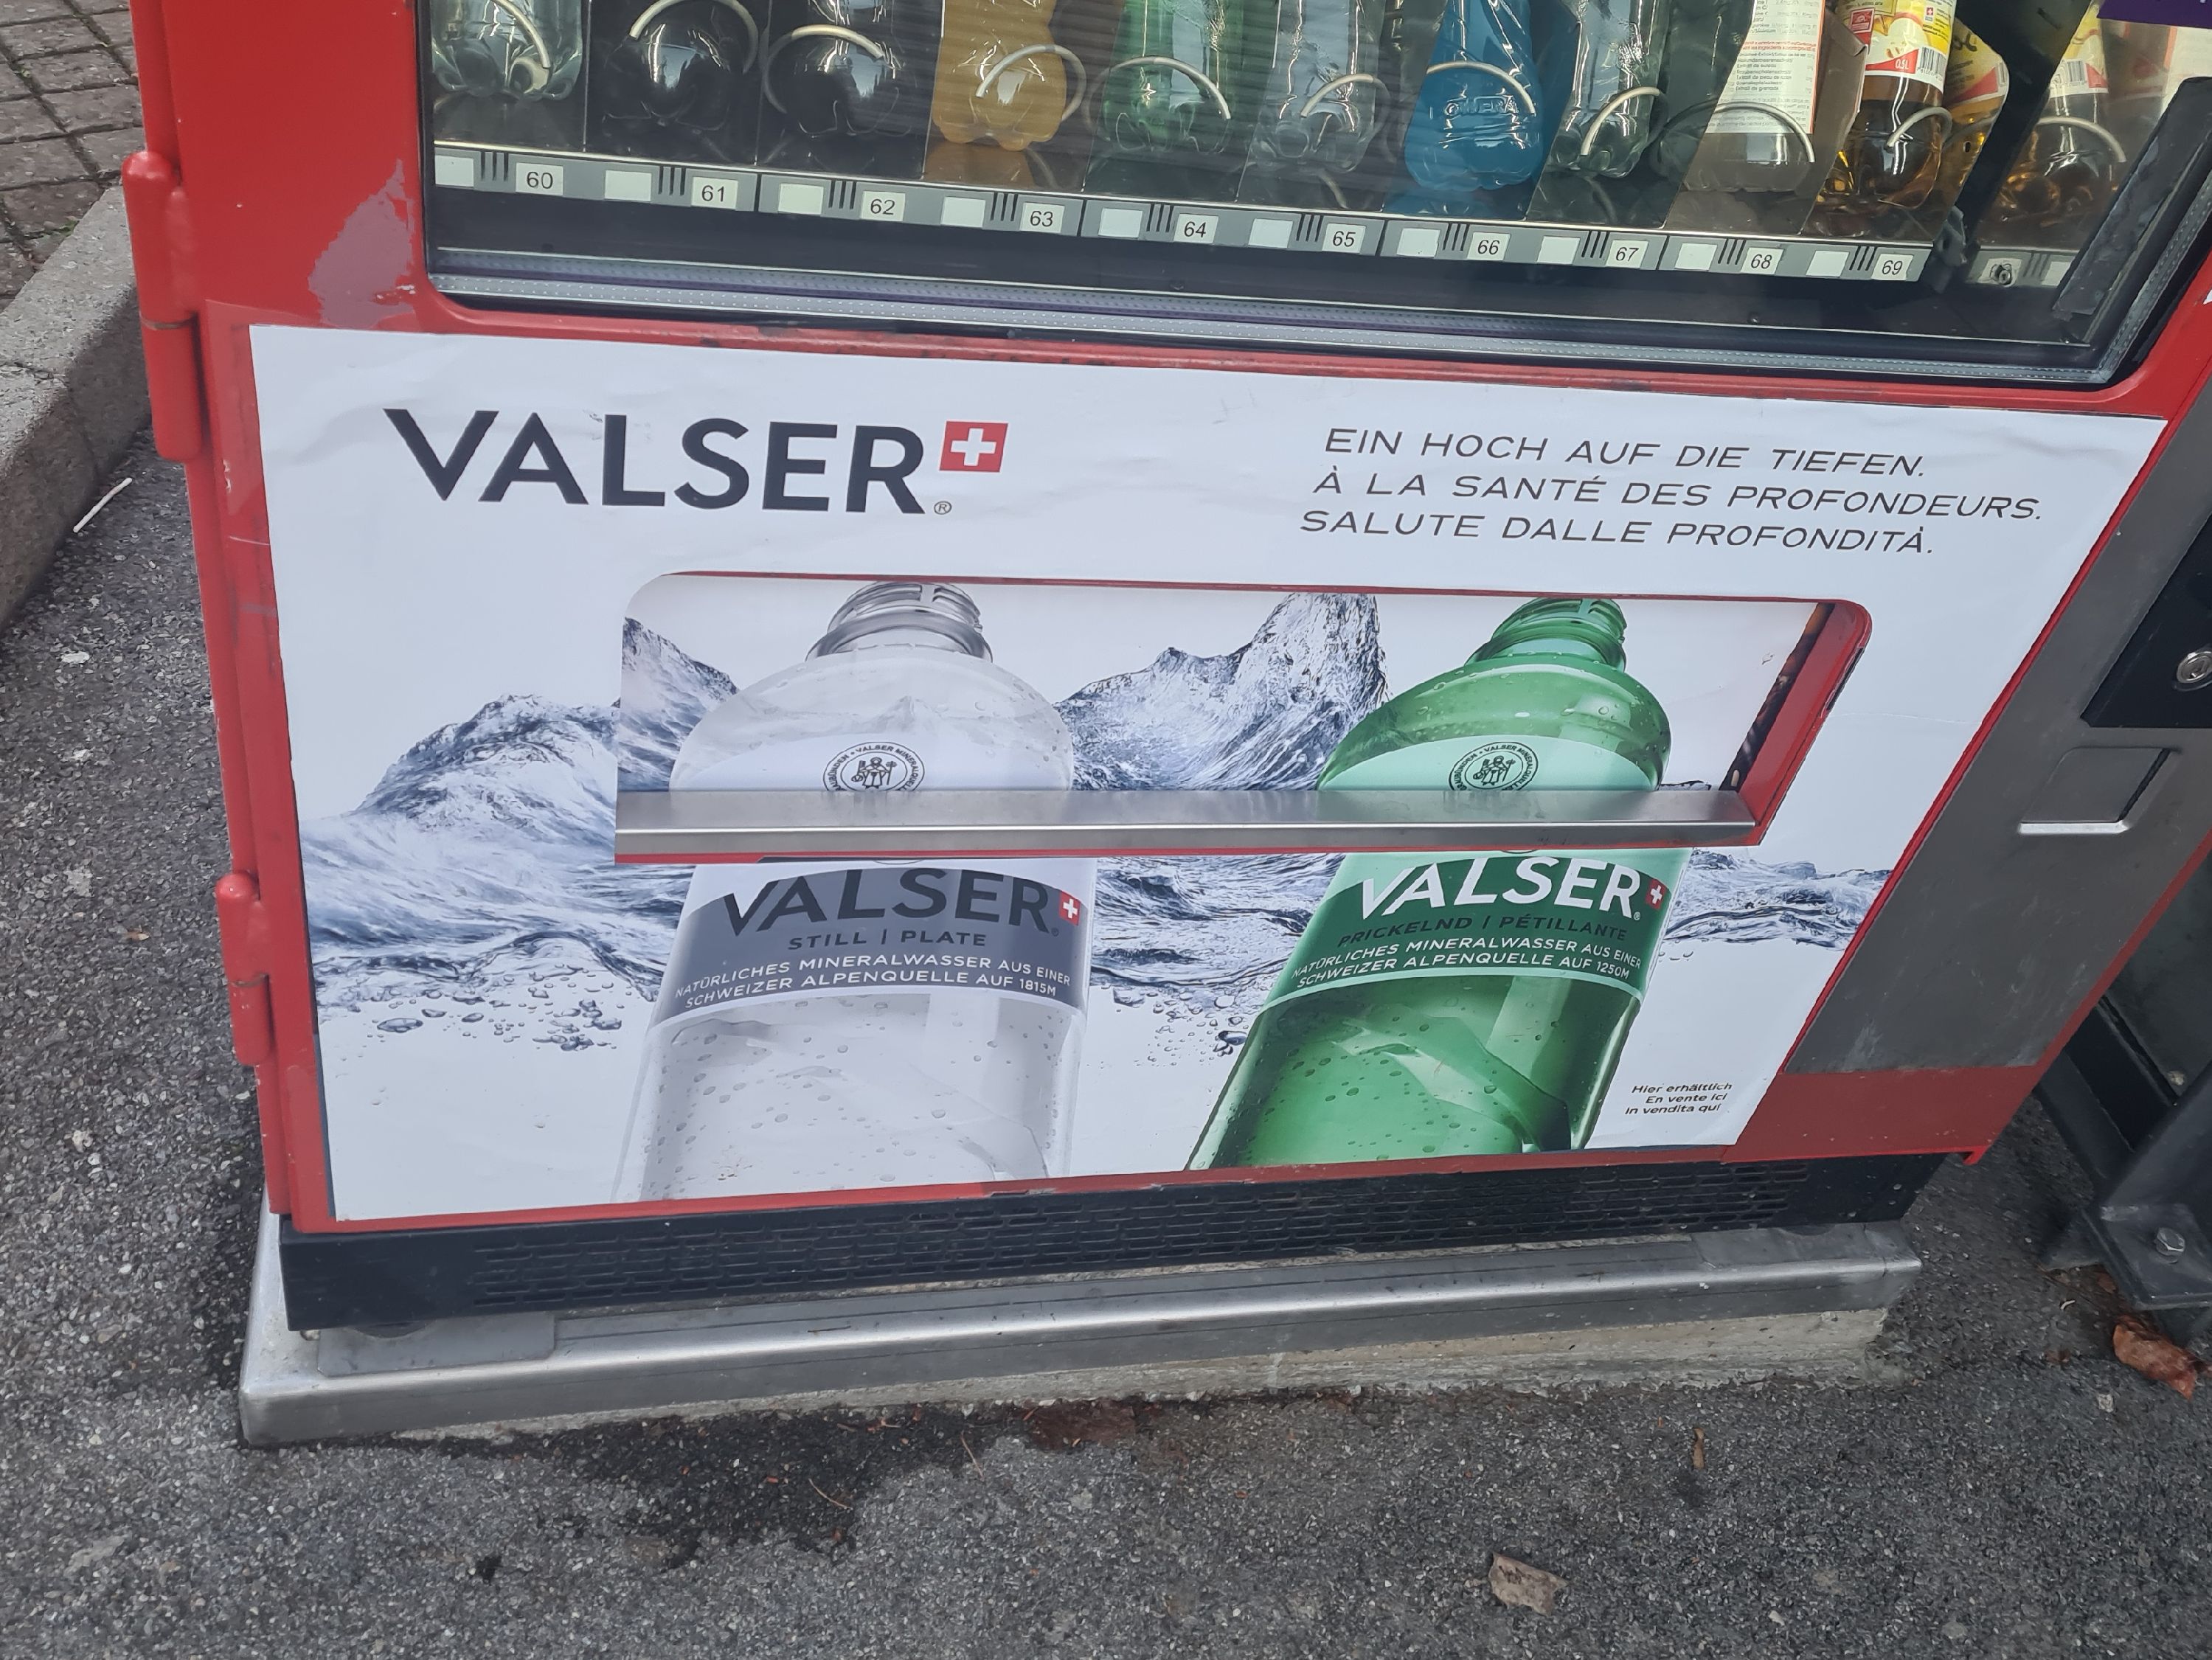 60 61 62 63 64 65 66 67 68 69
VALSER
®
EIN HOCH AUF DIE TIEFEN.
À LA SANTÉ DES PROFONDEURS.
SALUTE DALLE PROFONDITÀ.
VALSER
STILL | PLATE
NATÜRLICHES MINERALWASSER AUS EINER
SCHWEIZER ALPENQUELLE AUF 1815M
VALSER
PRICKELND | PÉTILLANTE
NATÜRLICHES MINERALWASSER AUS EINER
SCHWEIZER ALPENQUELLE AUF 1250M
Hier erhältlich
En vente ici
In vendita qui